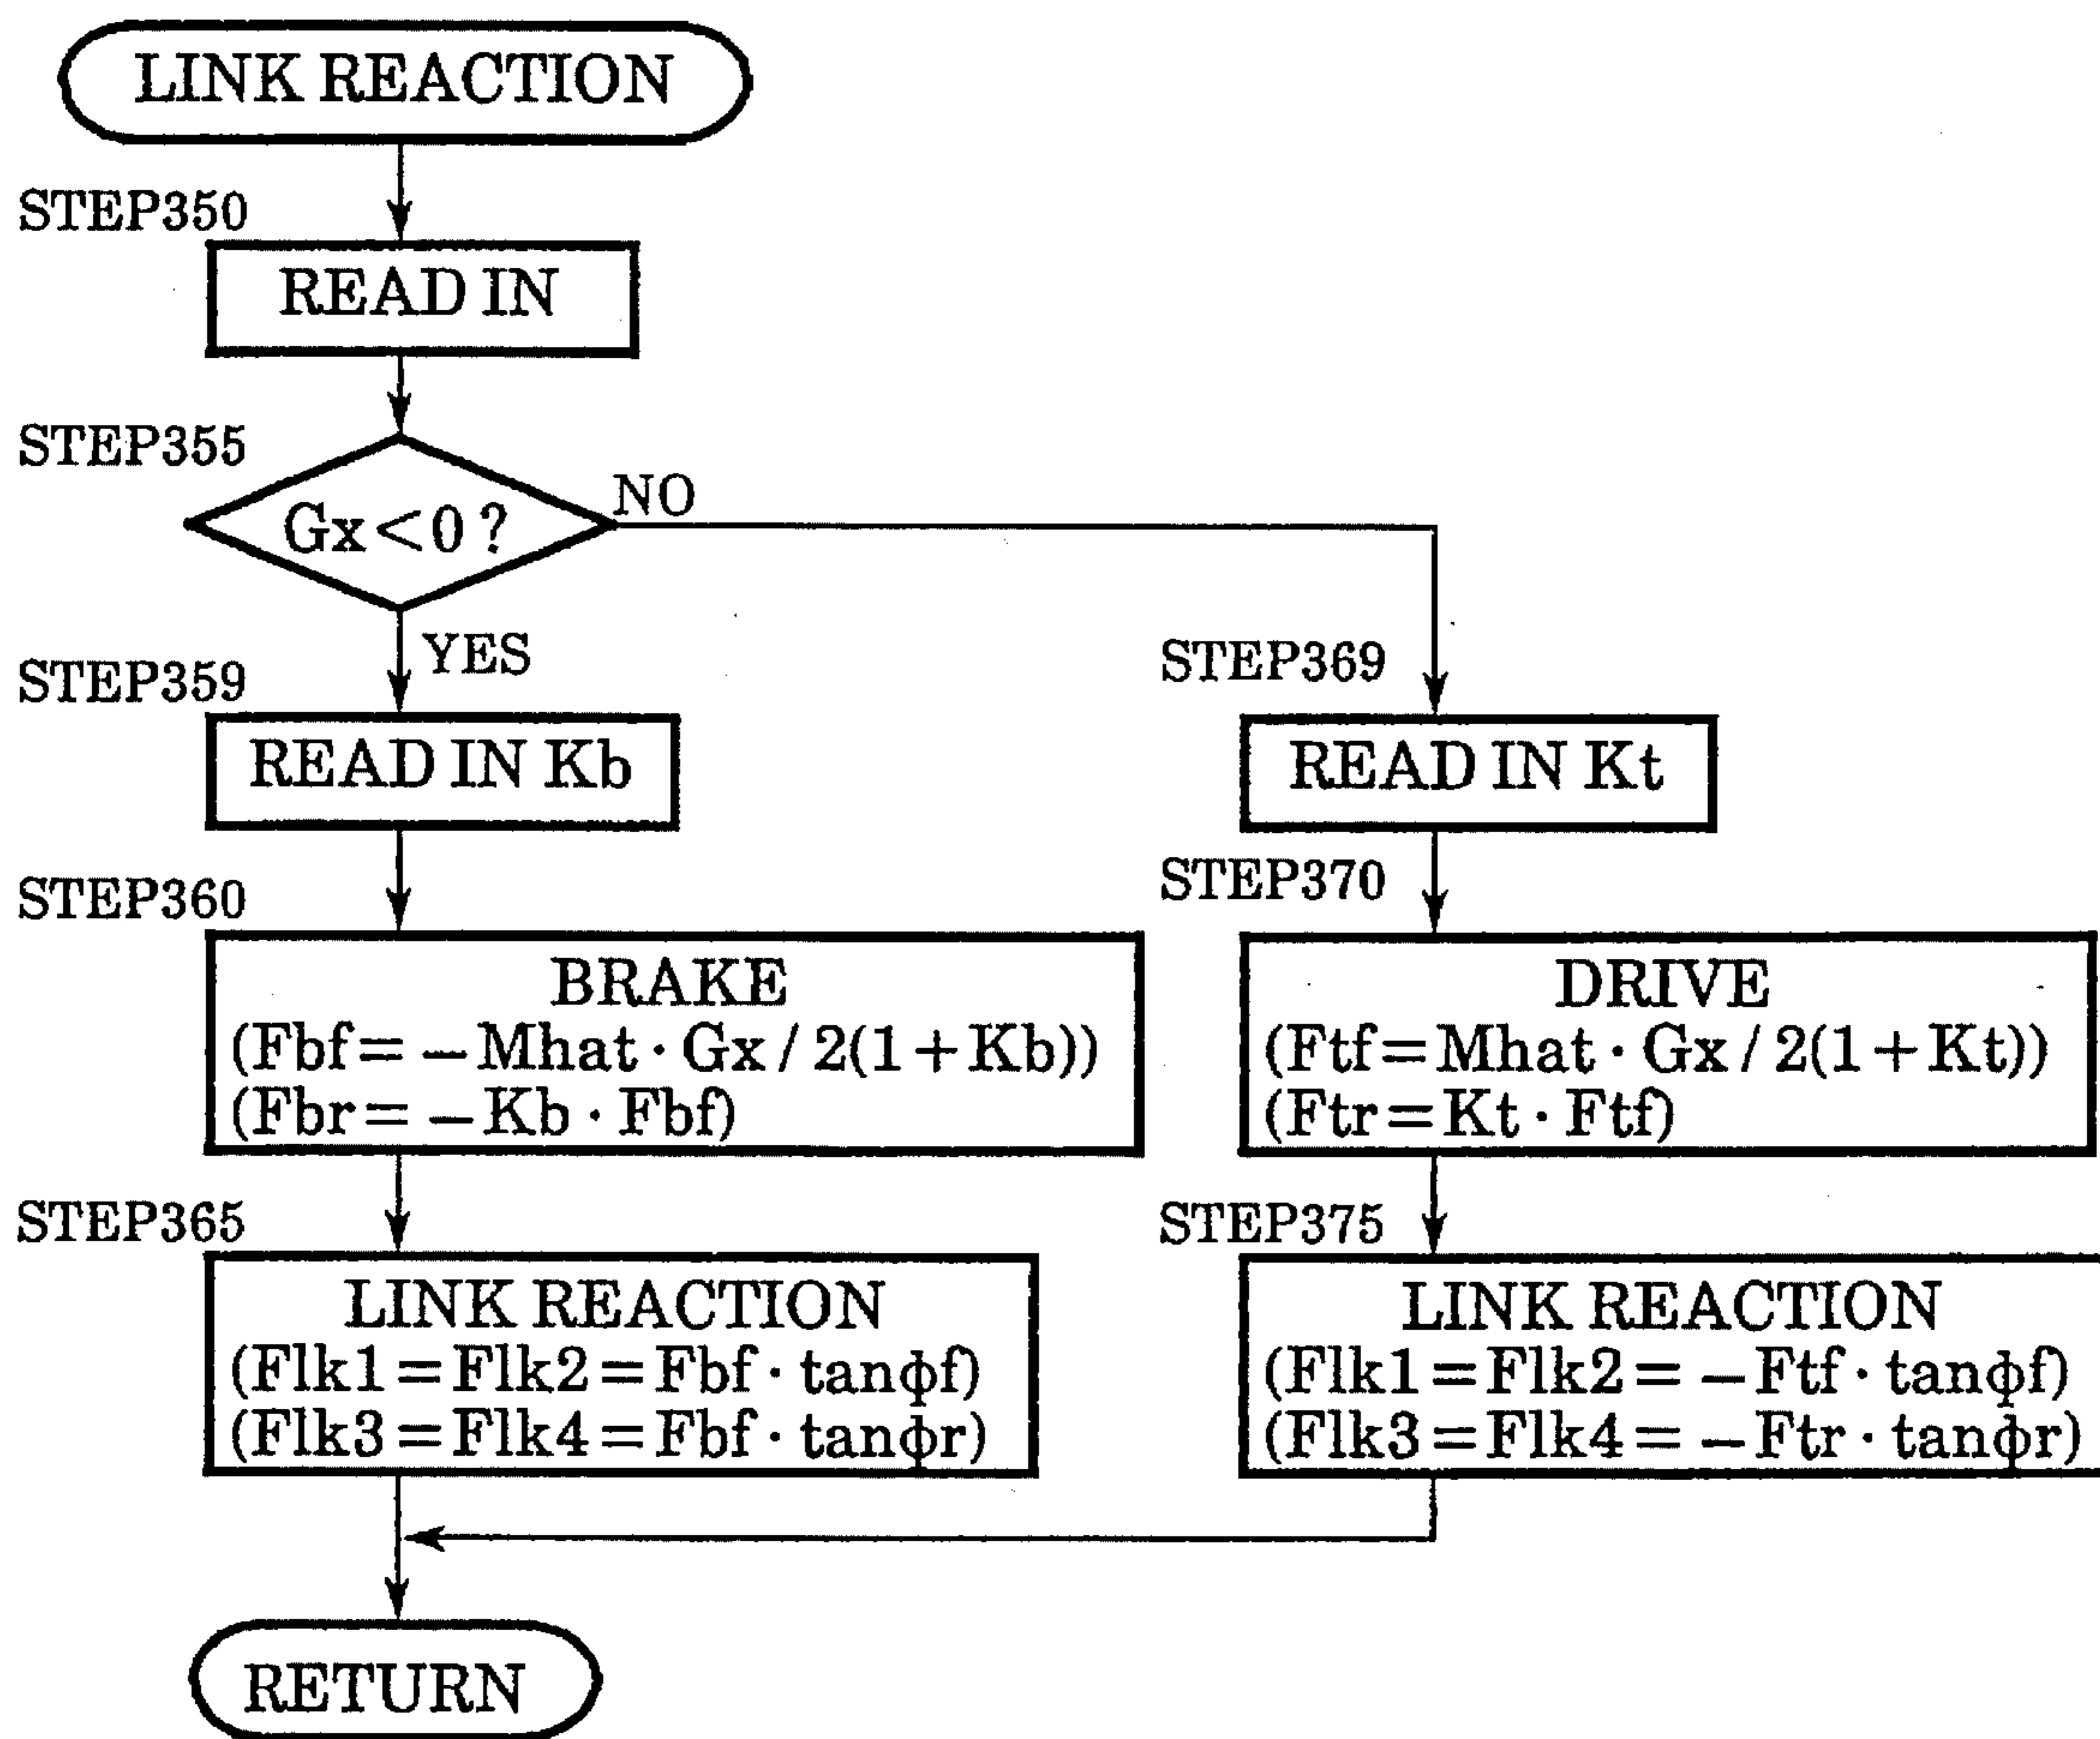 LINK REACTION
STEP350
READ IN
STEP355
Gx<0?
NO
YES
STEP359
READ IN Kb
STEP360
BRAKE
(Fbf=-Mhat·Gx/2(1+Kb))
(Fbr=-Kb·Fbf)
STEP365
LINK REACTION
(Flk1=Flk2=Fbf·tanϕf)
(Flk3=Flk4=Fbf·tanϕr)
STEP369
READ IN Kt
STEP370
DRIVE
(Ftf=Mhat·Gx/2(1+Kt))
(Ftr=Kt·Ftf)
STEP375
LINK REACTION
(Flk1=Flk2=-Ftf·tanϕf)
(Flk3=Flk4=-Ftr·tanϕr)
RETURN